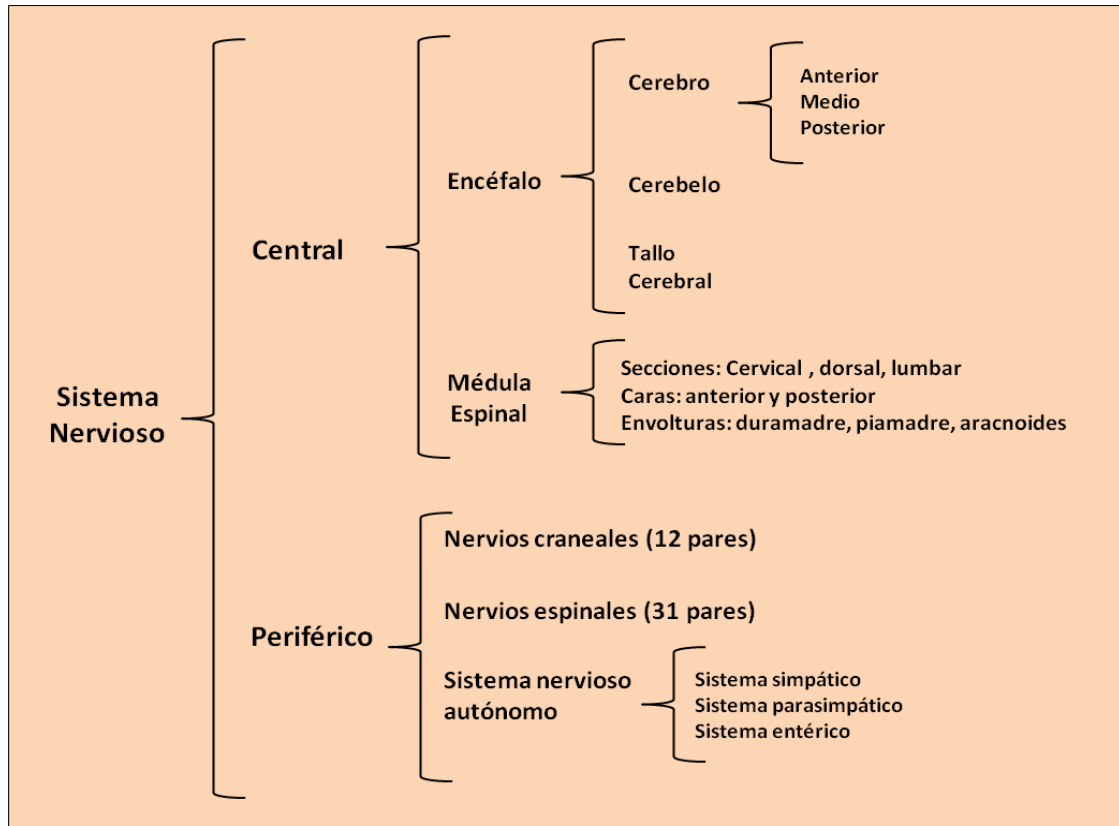 Sistema
Nervioso
Central
Encéfalo
Cerebro
Anterior
Medio
Posterior
Cerebelo
Tallo
Cerebral
Médula
Espinal
Secciones: Cervical , dorsal, lumbar
Caras: anterior y posterior
Envolturas: duramadre, piamadre, aracnoides
Periférico
Nervios craneales (12 pares)
Nervios espinales (31 pares)
Sistema nervioso
autónomo
Sistema simpático
Sistema parasimpático
Sistema entérico